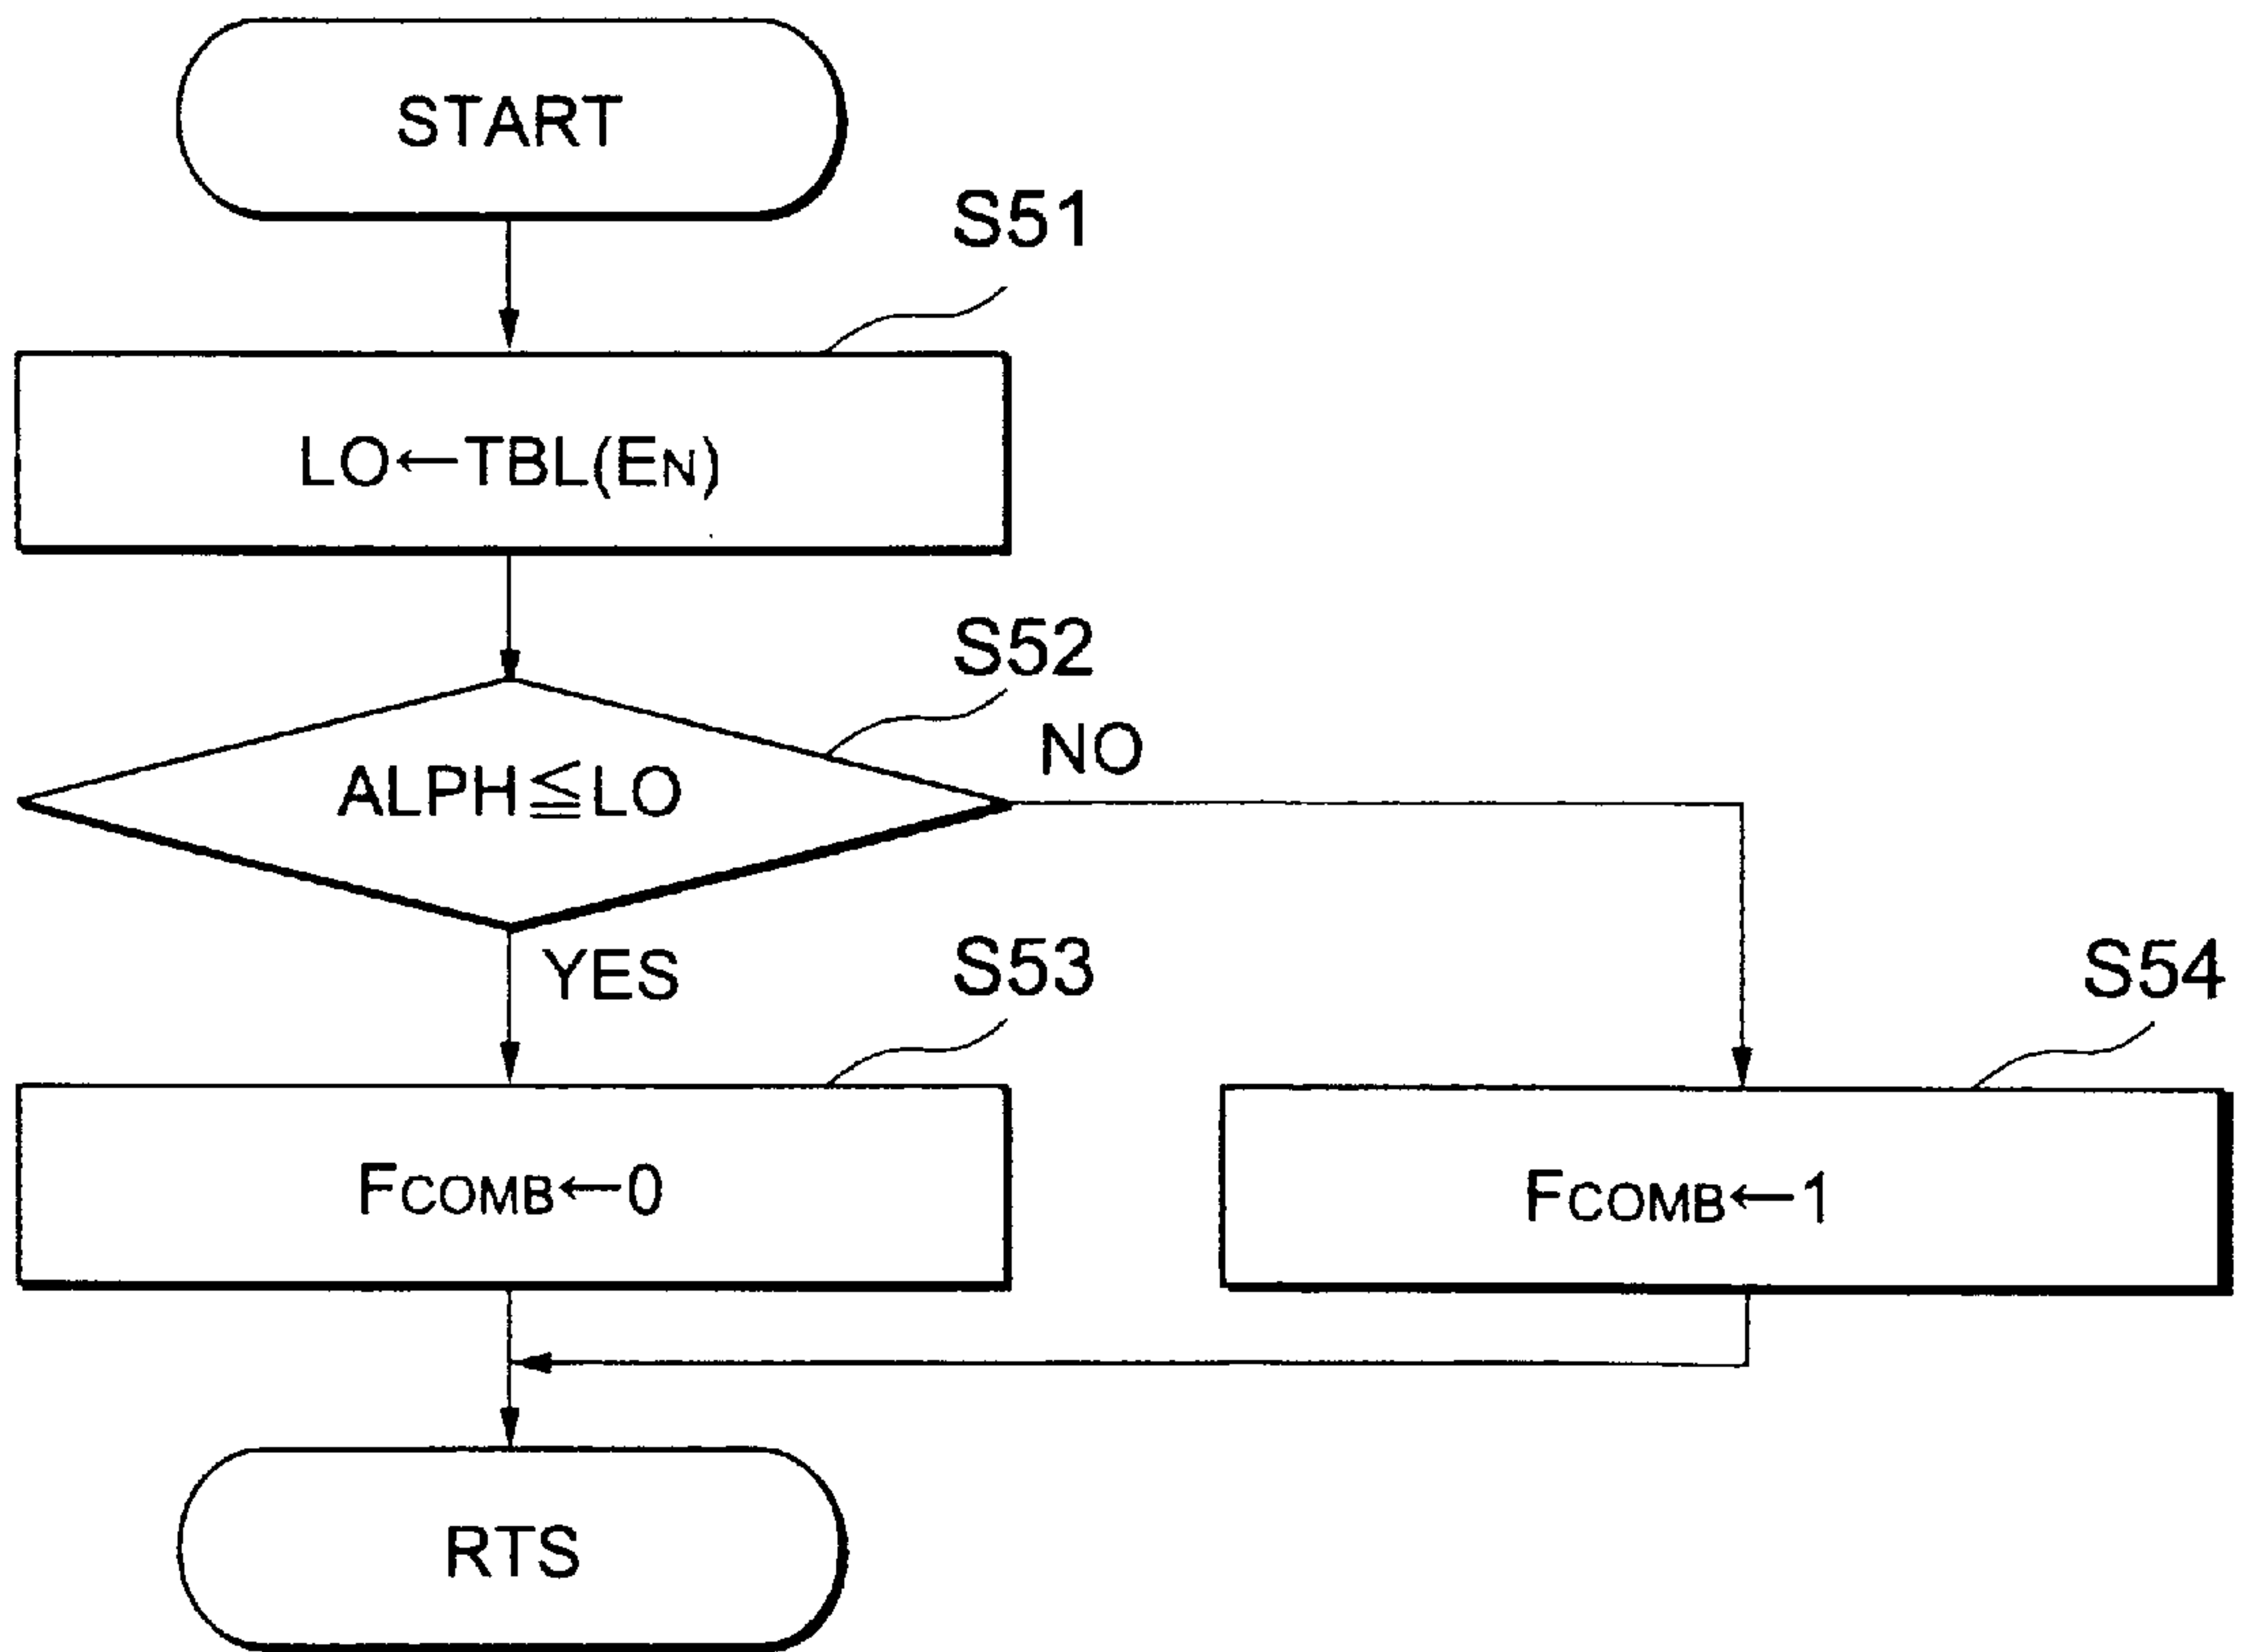 START
S51
LO←TBL(EN)
S52
NO
ALPH≦LO
YES
S53
S54
FCOMB←0
FCOMB←1
RTS